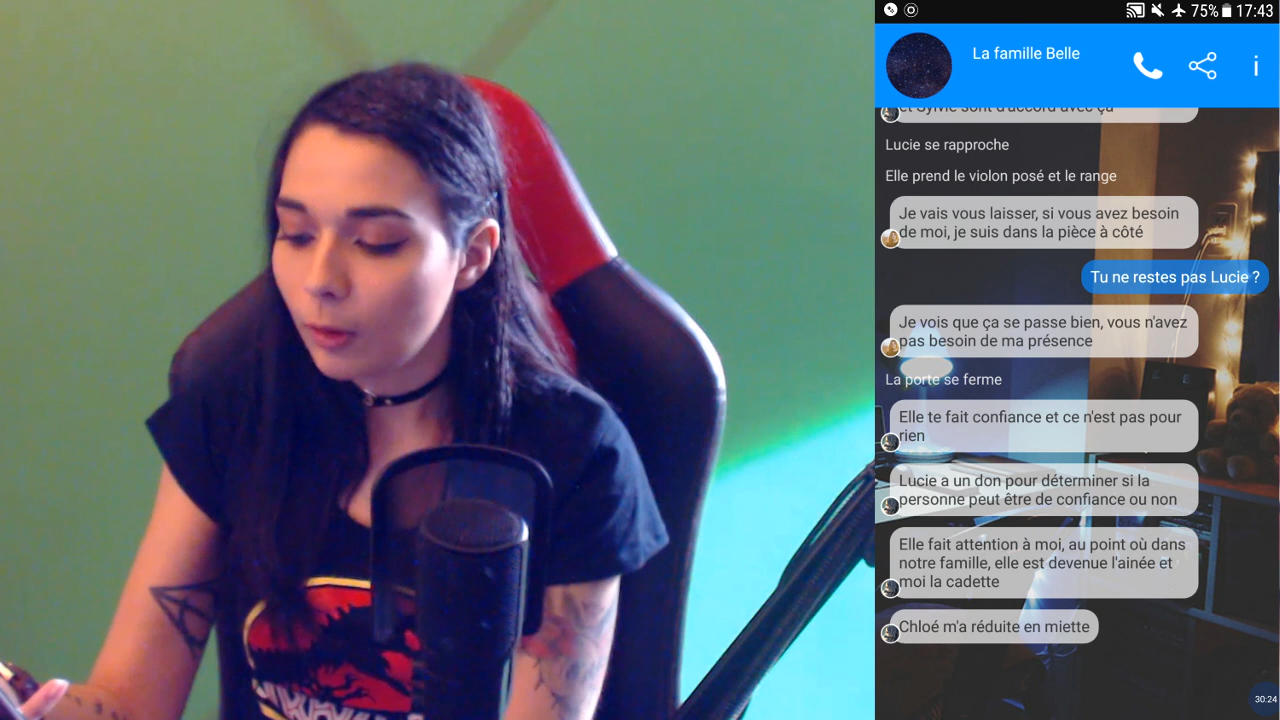 75% 17:43
La famille Belle
et Sylvie sont d'accord avec ça
Lucie se rapproche
Elle prend le violon posé et le range
Je vais vous laisser, si vous avez besoin
de moi, je suis dans la pièce à côté
Tu ne restes pas Lucie ?
Je vois que ça se passe bien, vous n'avez
pas besoin de ma présence
La porte se ferme
Elle te fait confiance et ce n'est pas pour
rien
Lucie a un don pour déterminer si la
personne peut être de confiance ou non
Elle fait attention à moi, au point où dans
notre famille, elle est devenue l'ainée et
moi la cadette
Chloé m'a réduite en miette
30:24